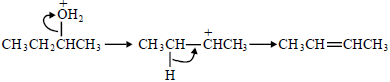 +
OH2
CH3CH2CHCH3 → CH3CH—CHCH3 → CH3CH=CHCH3
+
H